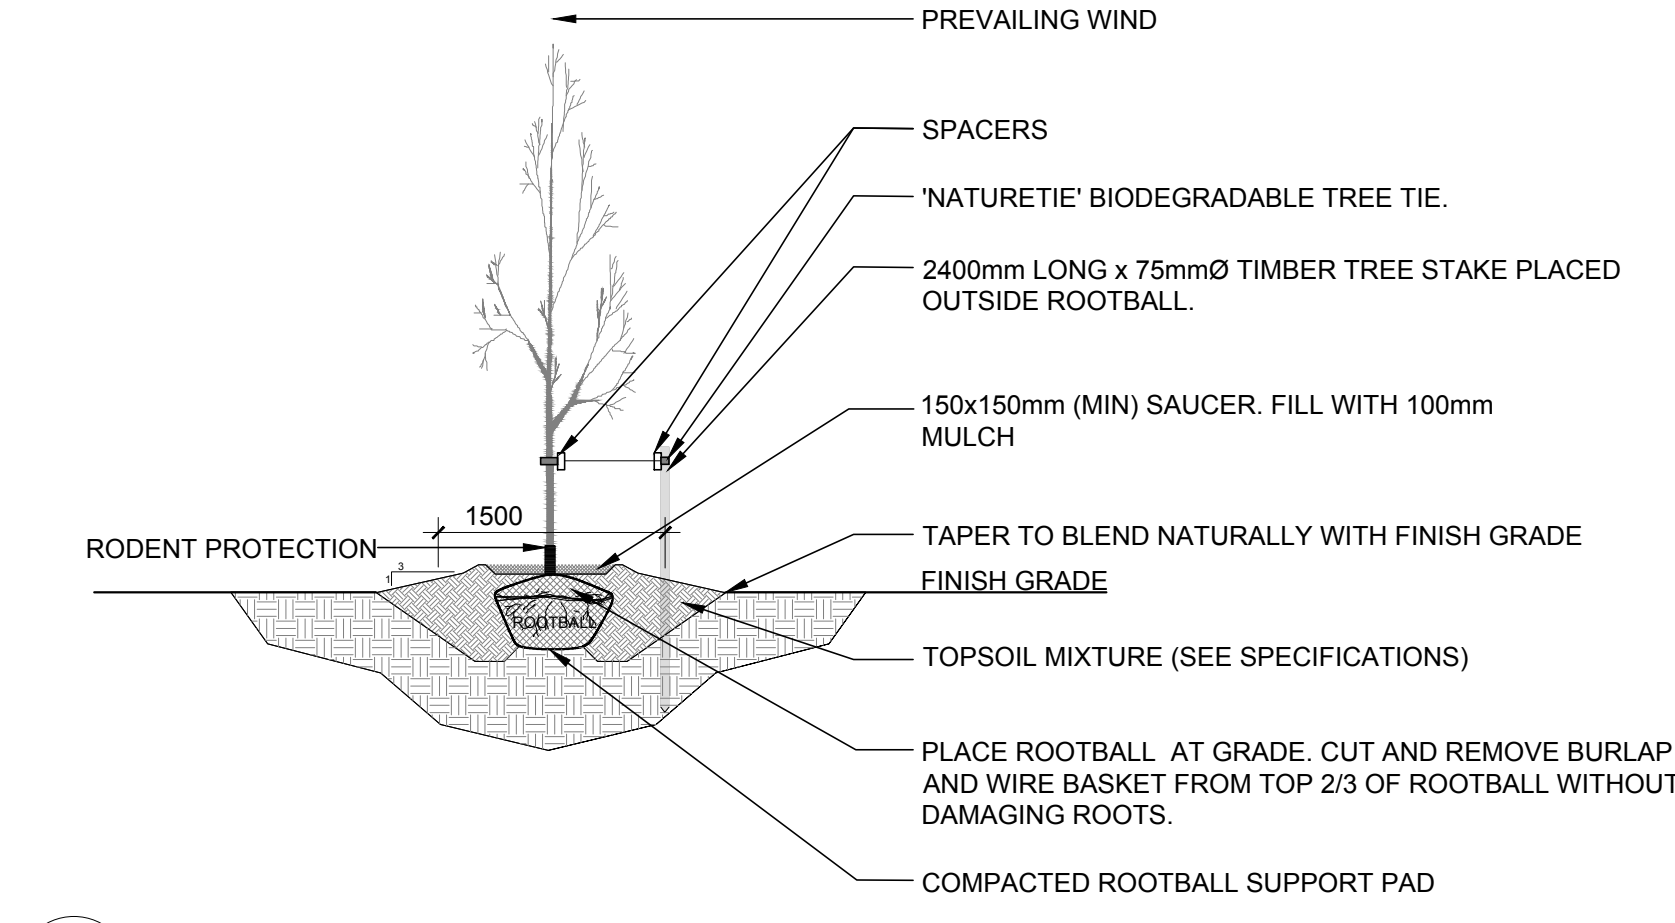 PREVAILING WIND
SPACERS
'NATURETIE' BIODEGRADABLE TREE TIE.
2400mm LONG x 75mmØ TIMBER TREE STAKE PLACED
OUTSIDE ROOTBALL.
150x150mm (MIN) SAUCER. FILL WITH 100mm
MULCH
1500
RODENT PROTECTION
TAPER TO BLEND NATURALLY WITH FINISH GRADE
3
1
FINISH GRADE
ROOTBALL
TOPSOIL MIXTURE (SEE SPECIFICATIONS)
PLACE ROOTBALL AT GRADE. CUT AND REMOVE BURLAP
AND WIRE BASKET FROM TOP 2/3 OF ROOTBALL WITHOUT
DAMAGING ROOTS.
COMPACTED ROOTBALL SUPPORT PAD